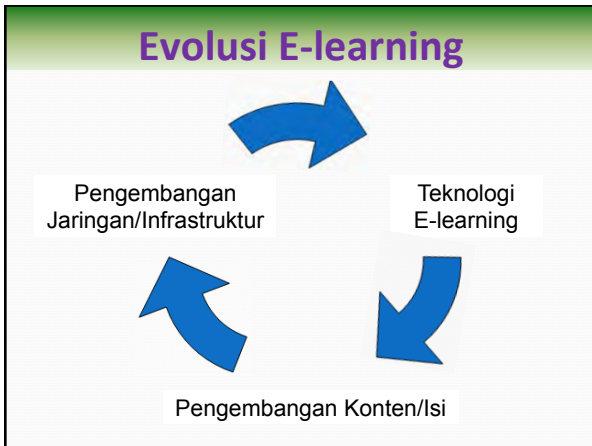 Evolusi E-learning
Pengembangan
Jaringan/Infrastruktur
Teknologi
E-learning
Pengembangan Konten/Isi